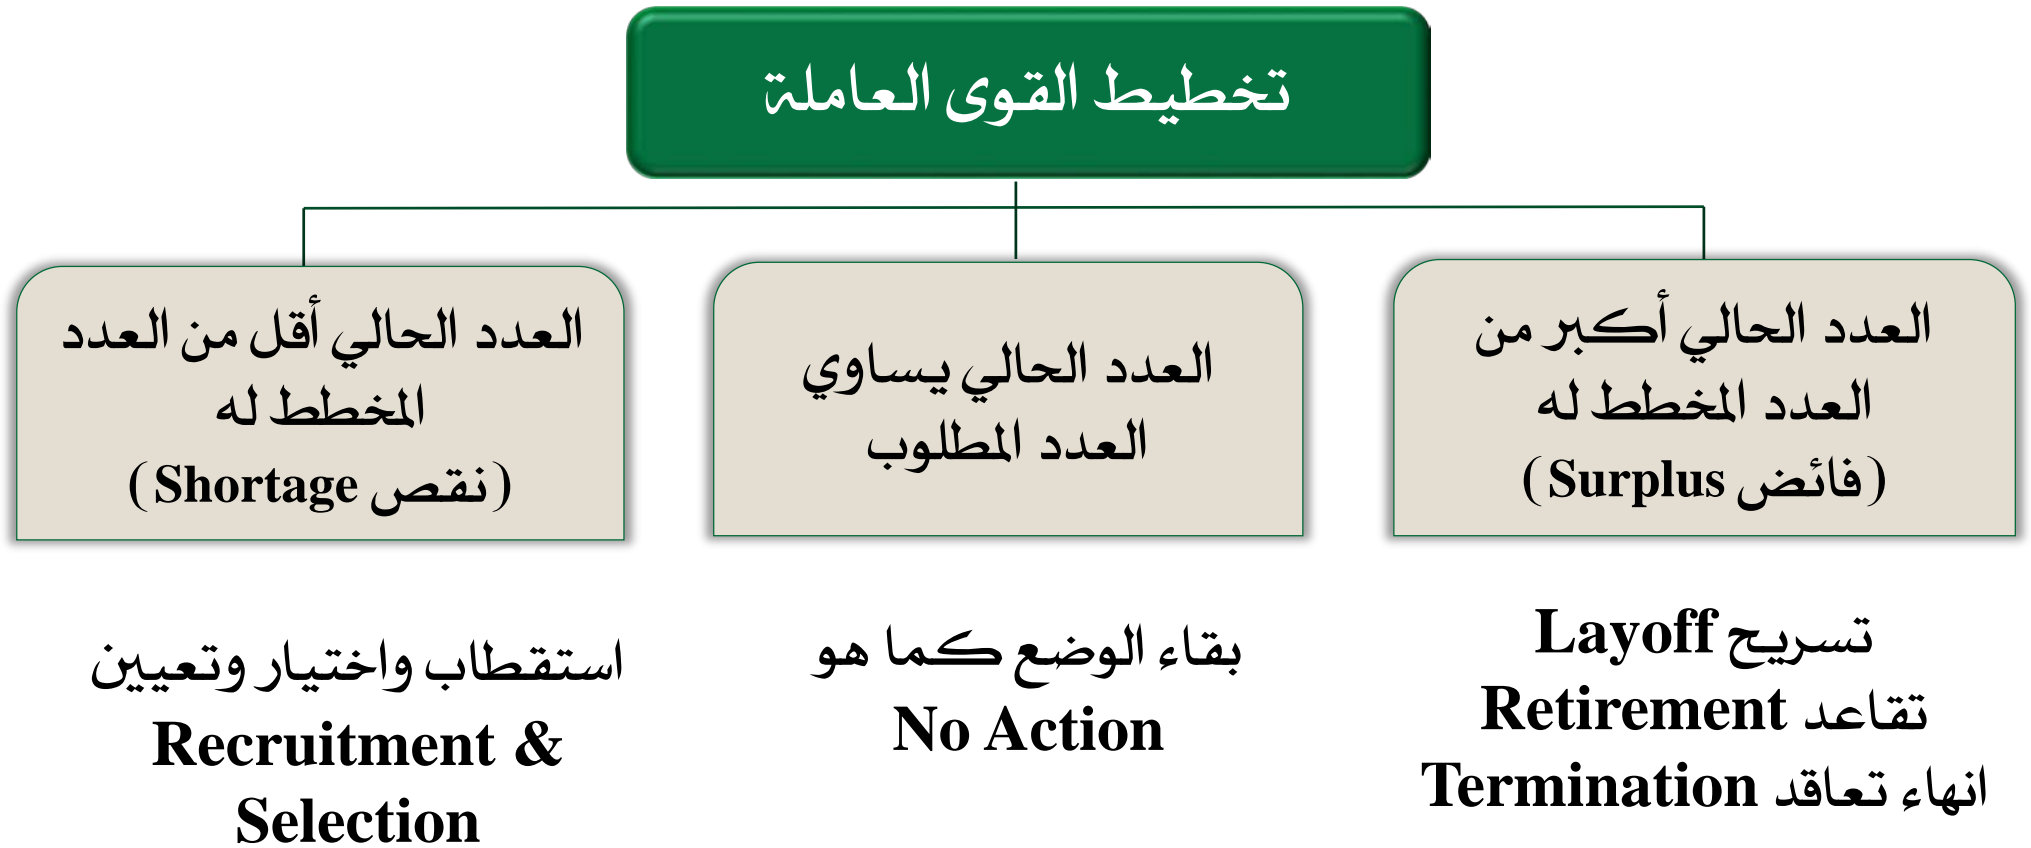 تخطيط القوى العاملة
العدد الحالي أكبر من
العدد المخطط له
(فائض Surplus)
تسريح Layoff
تقاعد Retirement
انهاء تعاقد Termination
العدد الحالي يساوي
العدد المطلوب
بقاء الوضع كما هو
No Action
العدد الحالي أقل من العدد
المخطط له
(نقص Shortage)
استقطاب واختيار وتعيين
Recruitment &
Selection